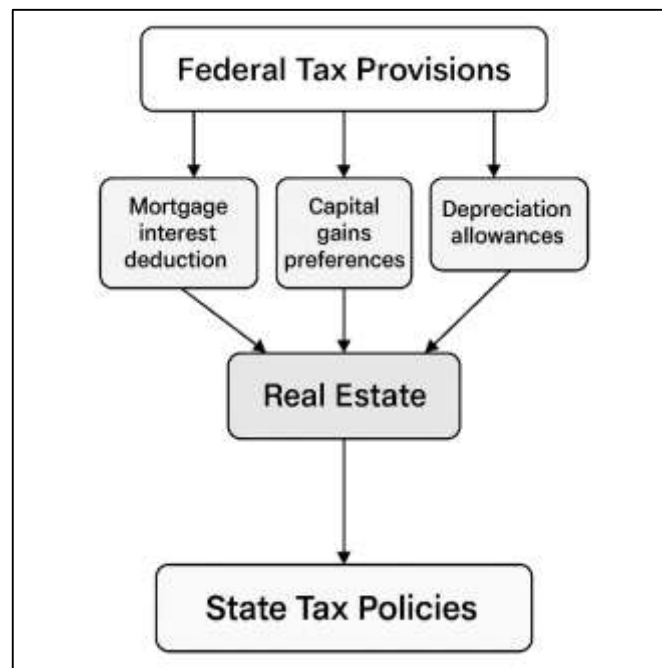 Federal Tax Provisions
Mortgage
interest
deduction
Capital
gains
preferences
Depreciation
allowances
Real Estate
State Tax Policies